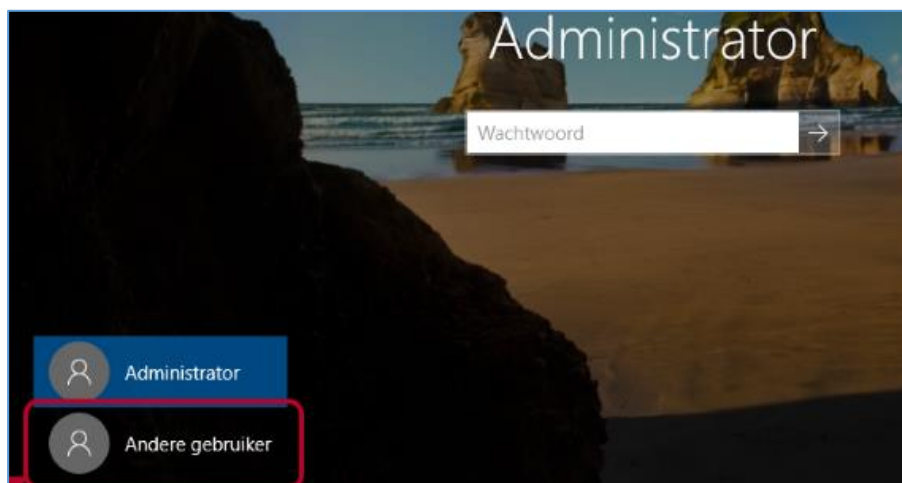 Administrator
Wachtwoord
Administrator
Andere gebruiker